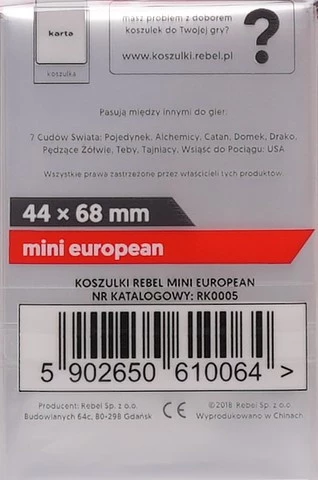 masz problem z doborem
koszulek do Twojej gry?
www.koszulki.rebel.pl
?
karta
koszulka
Pasują między innymi do gier:
7 Cudów Świata: Pojedynek, Alchemicy, Catan, Domek, Drako,
Pędzące Żółwie, Teby, Tajniacy, Wsiąść do Pociągu: USA
Wszystkie prawa zastrzeżone przez właścicieli tych produktów.
44 × 68 mm
mini european
KOSZULKI REBEL MINI EUROPEAN
NR KATALOGOWY: RK0005
5 902650 610064 >
Producent: Rebel Sp. z o.o.
Budowlanych 64c, 80-298 Gdańsk
CE
©2018 Rebel Sp. z o.o.
Wyprodukowano w Chinach.